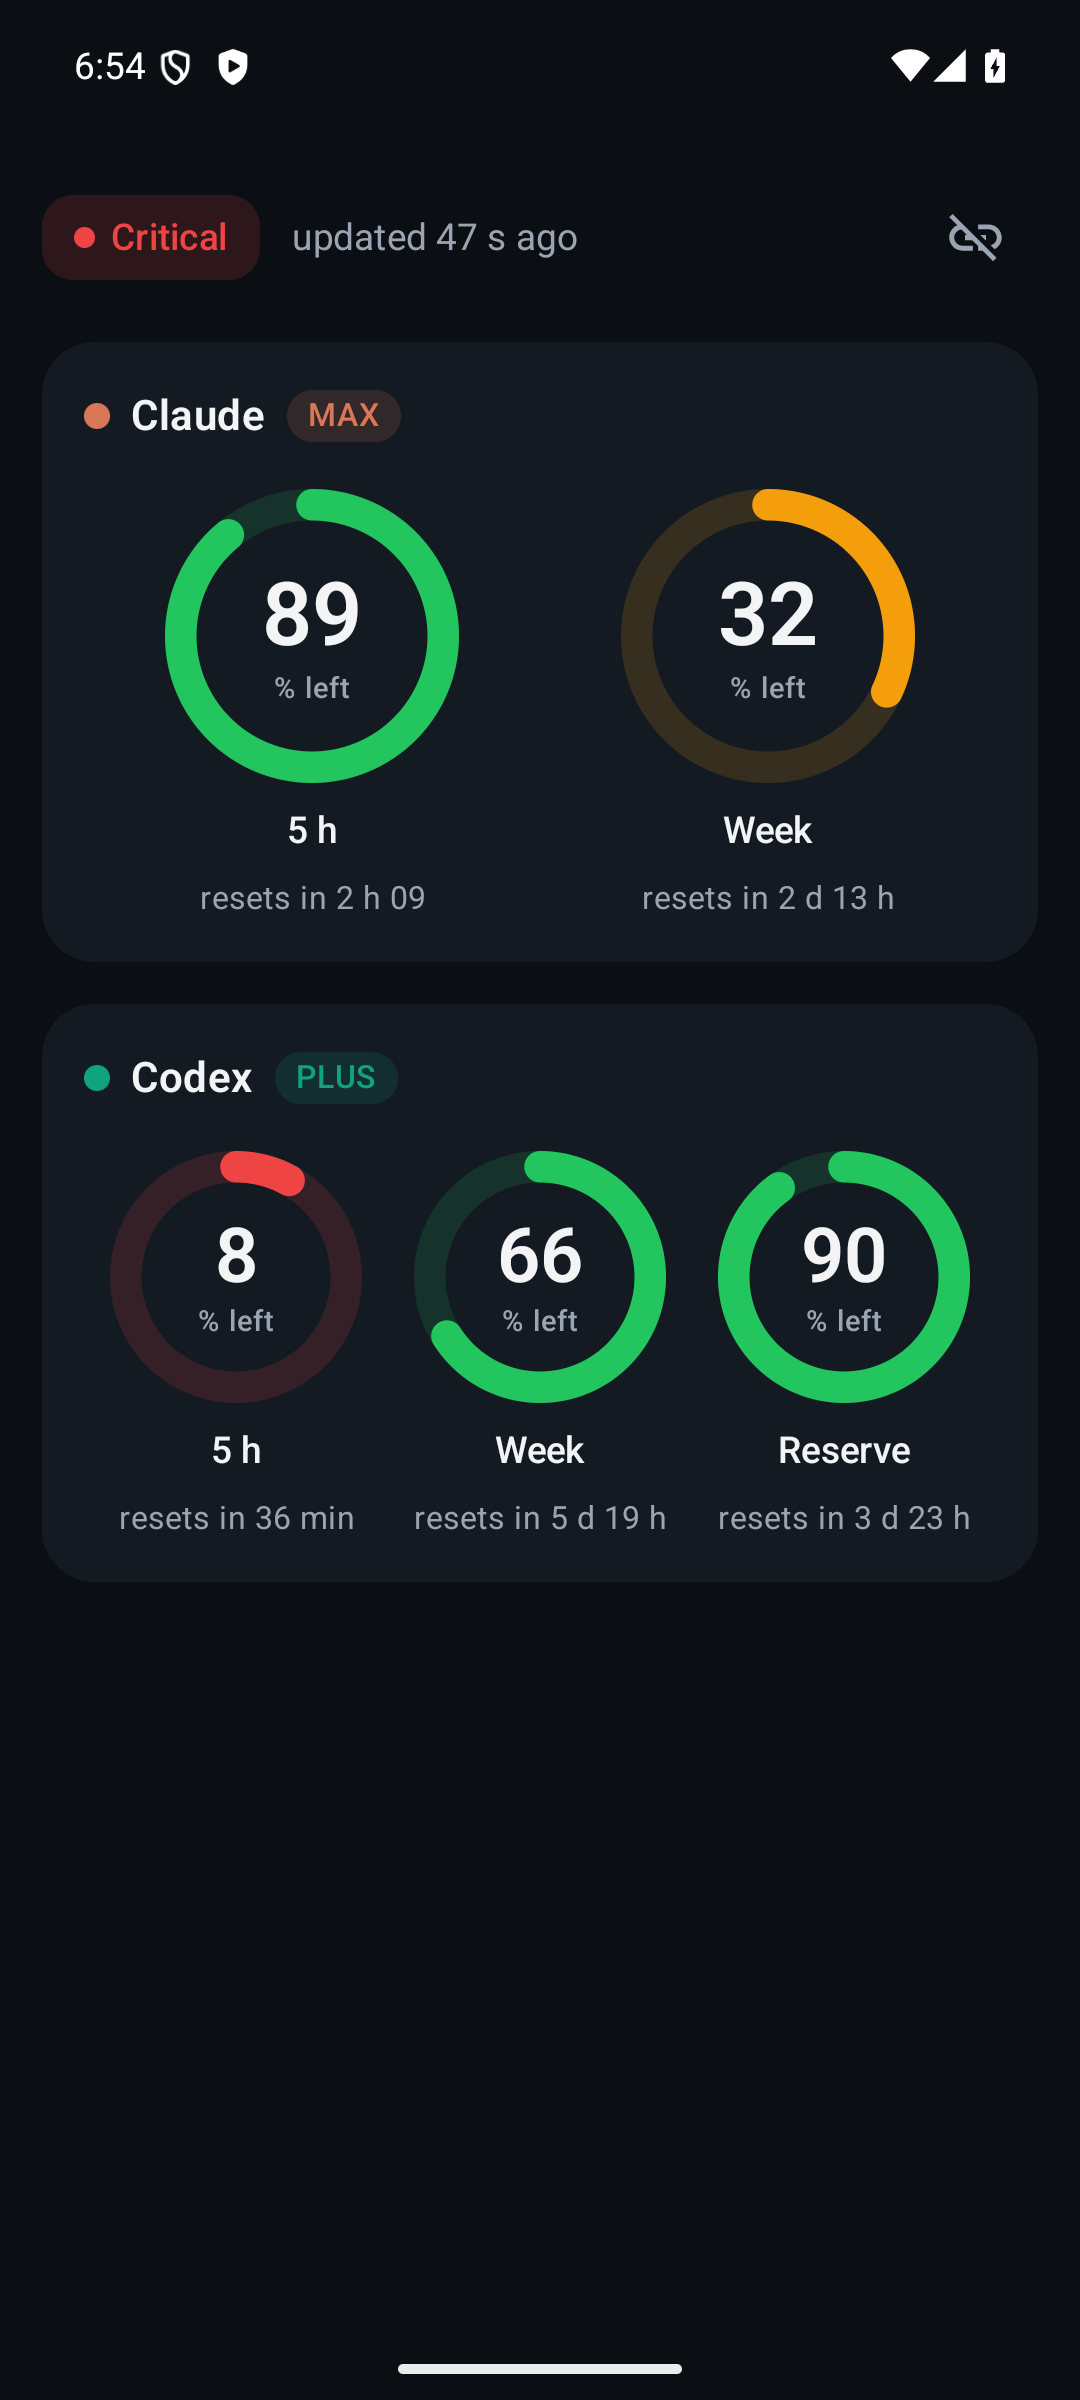 6:54
Critical updated 47 s ago
Claude MAX
89 32
% left % left
5 h Week
resets in 2 h 09 resets in 2 d 13 h
Codex PLUS
8 66 90
% left % left % left
5 h Week Reserve
resets in 36 min resets in 5 d 19 h resets in 3 d 23 h